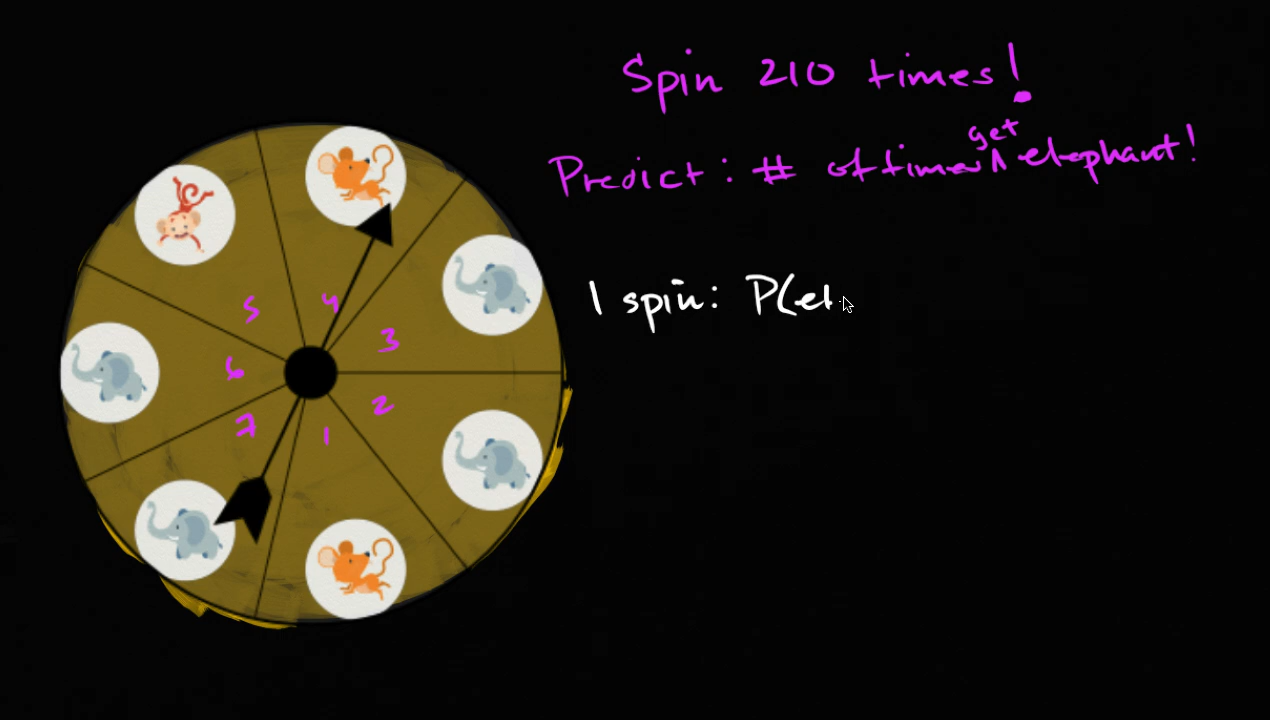 Spin 210 times!
get
Predict: # of times ^ elephant!
1 spin: P(el
5 4
3
6
7 1 2